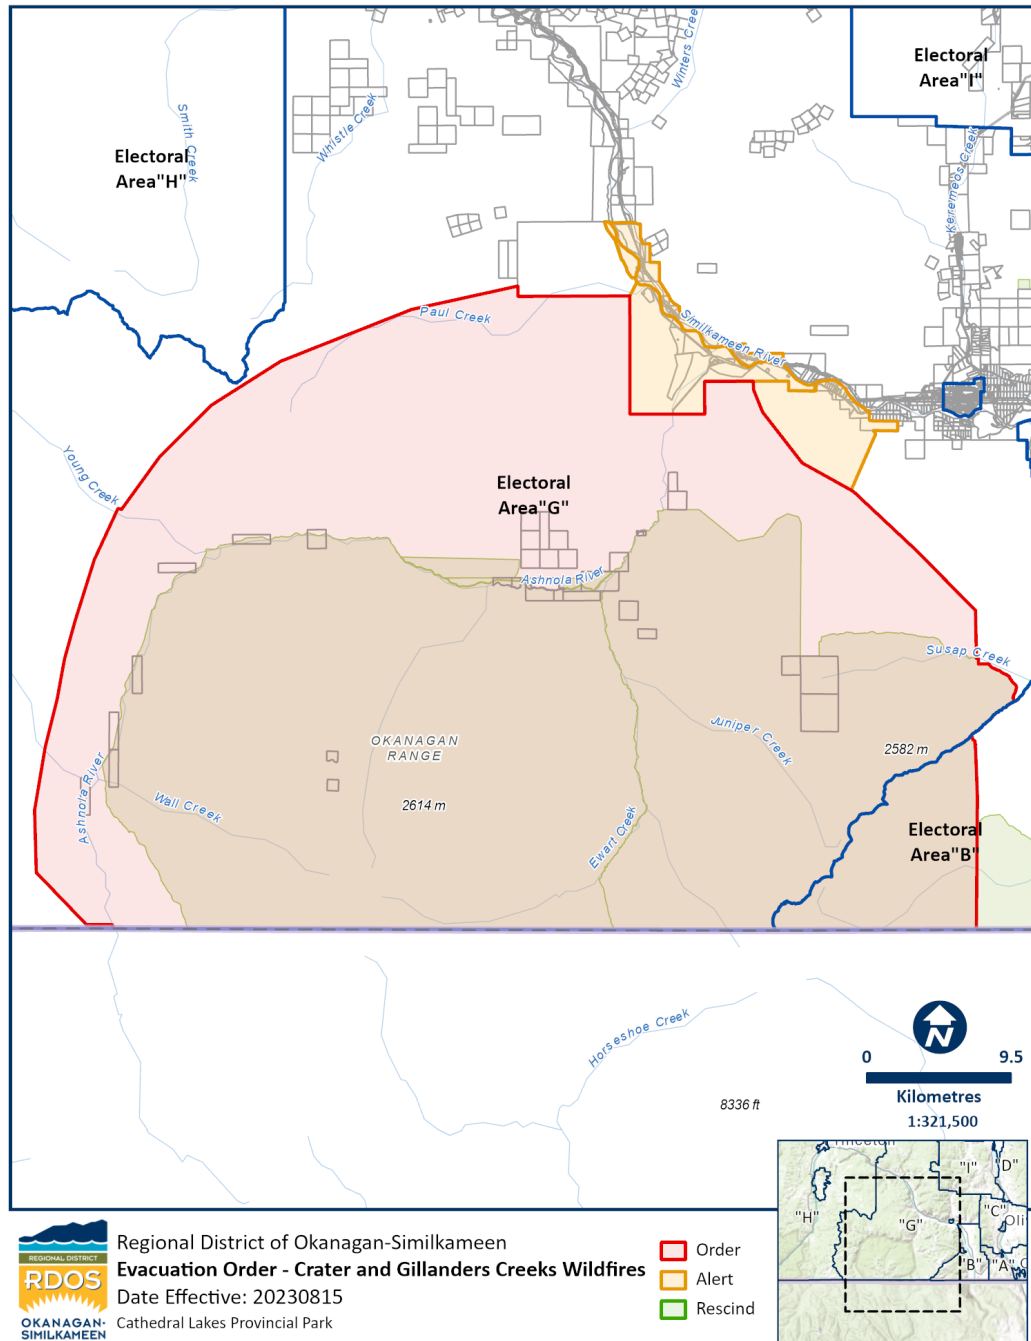 Electoral
Area"I"
Winters Cree
Smith Creek
Whistle Creek
Electoral
Area"H"
Keremeos Creek
Paul Creek
Similkameen River
Young Creek
Electoral
Area"G"
Ashnola River
Susap Creek
Juniper Creek
OKANAGAN
RANGE
2582 m
2614 m
Ashnola River
Wall Creek
Ewart Creek
Electoral
Area"B"
Horseshoe Creek
N
0 9.5
Kilometres
1:321,500
8336 ft
"I"
"D"
"H"
"G"
"C"
"B"
"A"
REGIONAL DISTRICT
RDOS
OKANAGAN-
SIMILKAMEEN
Regional District of Okanagan-Similkameen
Evacuation Order - Crater and Gillanders Creeks Wildfires
Date Effective: 20230815
Cathedral Lakes Provincial Park
Order
Alert
Rescind